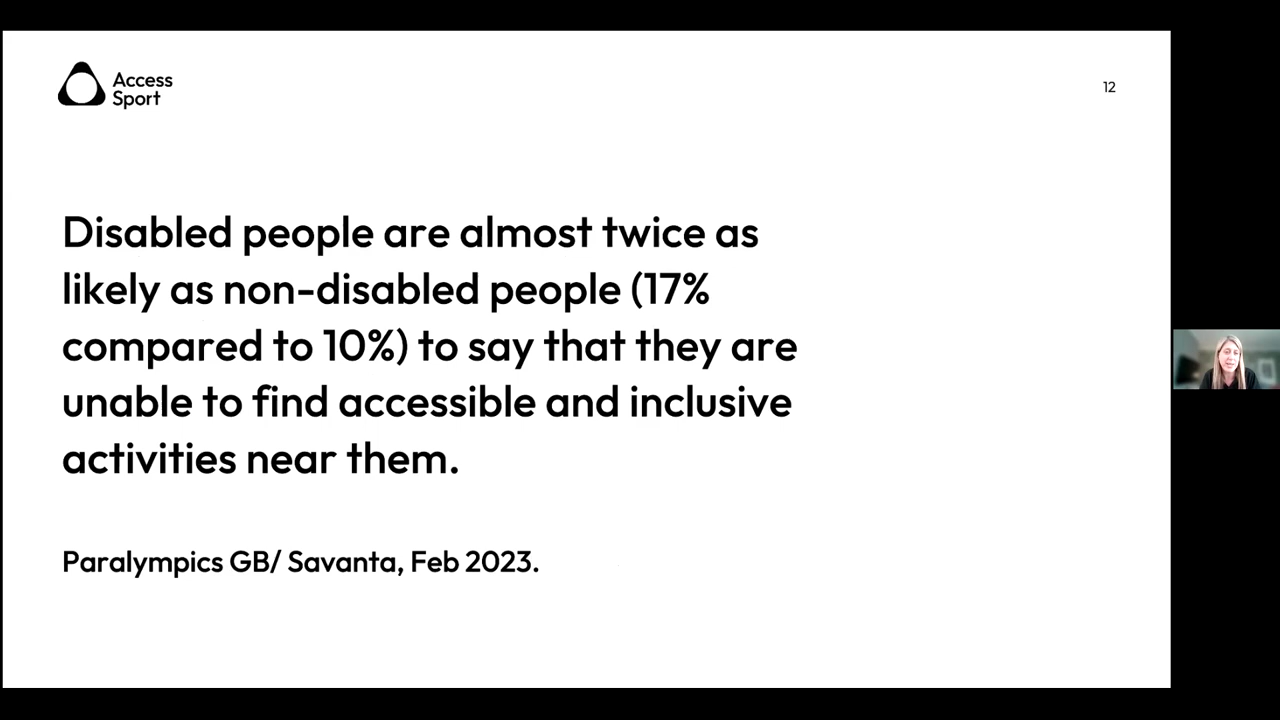 Access
Sport
12
Disabled people are almost twice as
likely as non-disabled people (17%
compared to 10%) to say that they are
unable to find accessible and inclusive
activities near them.
Paralympics GB/ Savanta, Feb 2023.